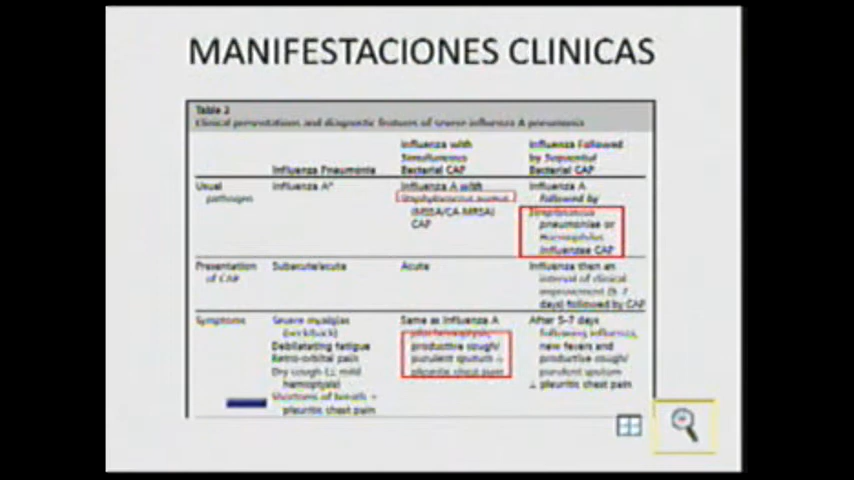 MANIFESTACIONES CLINICAS
Table 2
Clinical presentations and diagnostic features of severe influenza A pneumonia
Influenza Pneumonia
Influenza with
Simultaneous
Bacterial CAP
Influenza Followed
by Sequential
Bacterial CAP
Usual
pathogen
Influenza A*
Influenza A with
Staphylococcus aureus
(MSSA/CA-MRSA)
CAP
Influenza A
followed by
Streptococcus
pneumoniae or
Haemophilus
influenzae CAP
Presentation
of CAP
Subacute/acute
Acute
Influenza then an
interval of clinical
improvement (5-7
days) followed by CAP
Symptoms
Severe myalgias
(neck/back)
Debilitating fatigue
Retro-orbital pain
Dry cough (± mild
hemoptysis)
Shortness of breath +
pleuritic chest pain
Same as influenza A
plus hemoptysis,
productive cough/
purulent sputum ±
pleuritic chest pain
After 5-7 days
following influenza,
new fevers and
productive cough/
purulent sputum
± pleuritic chest pain